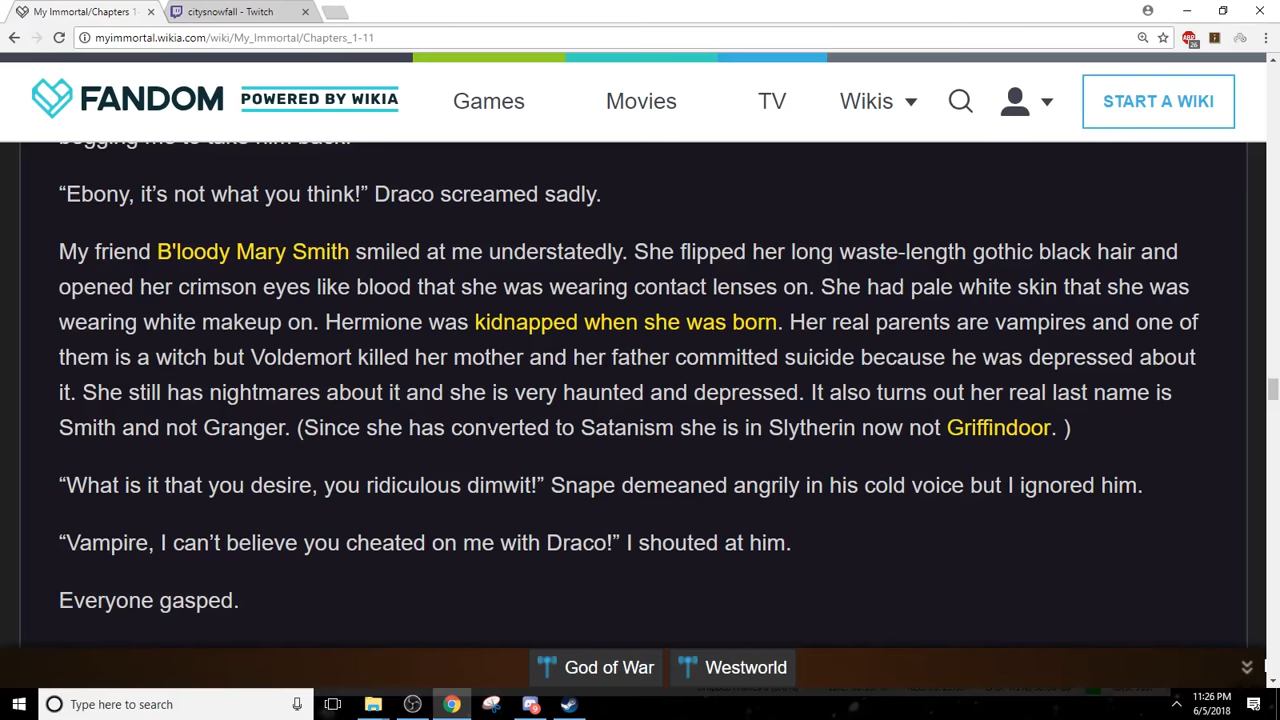 My Immortal/Chapters 1-
citysnowfall - Twitch
myimmortal.wikia.com/wiki/My_Immortal/Chapters_1-11
26
FANDOM POWERED BY WIKIA Games Movies TV Wikis START A WIKI
begging me to take him back.
“Ebony, it’s not what you think!” Draco screamed sadly.
My friend B'loody Mary Smith smiled at me understatedly. She flipped her long waste-length gothic black hair and
opened her crimson eyes like blood that she was wearing contact lenses on. She had pale white skin that she was
wearing white makeup on. Hermione was kidnapped when she was born. Her real parents are vampires and one of
them is a witch but Voldemort killed her mother and her father committed suicide because he was depressed about
it. She still has nightmares about it and she is very haunted and depressed. It also turns out her real last name is
Smith and not Granger. (Since she has converted to Satanism she is in Slytherin now not Griffindoor. )
“What is it that you desire, you ridiculous dimwit!” Snape demeaned angrily in his cold voice but I ignored him.
“Vampire, I can’t believe you cheated on me with Draco!” I shouted at him.
Everyone gasped.
God of War Westworld
Type here to search
11:26 PM
6/5/2018